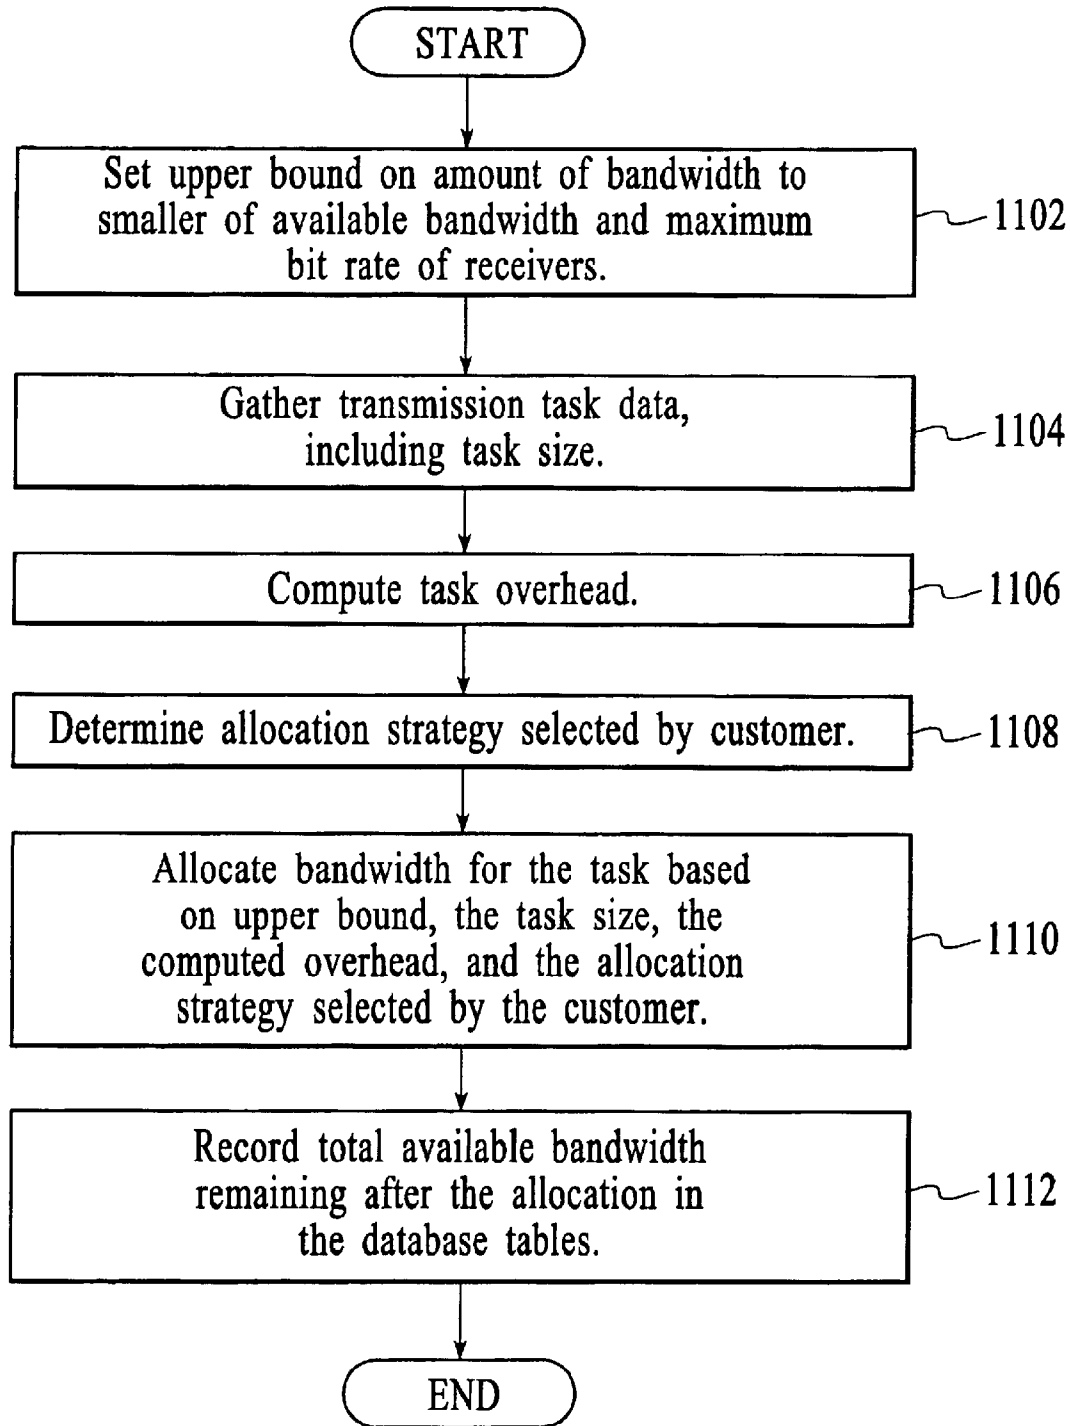 START
Set upper bound on amount of bandwidth to
smaller of available bandwidth and maximum
bit rate of receivers.
1102
Gather transmission task data,
including task size.
1104
Compute task overhead.
1106
Determine allocation strategy selected by customer.
1108
Allocate bandwidth for the task based
on upper bound, the task size, the
computed overhead, and the allocation
strategy selected by the customer.
1110
Record total available bandwidth
remaining after the allocation in
the database tables.
1112
END